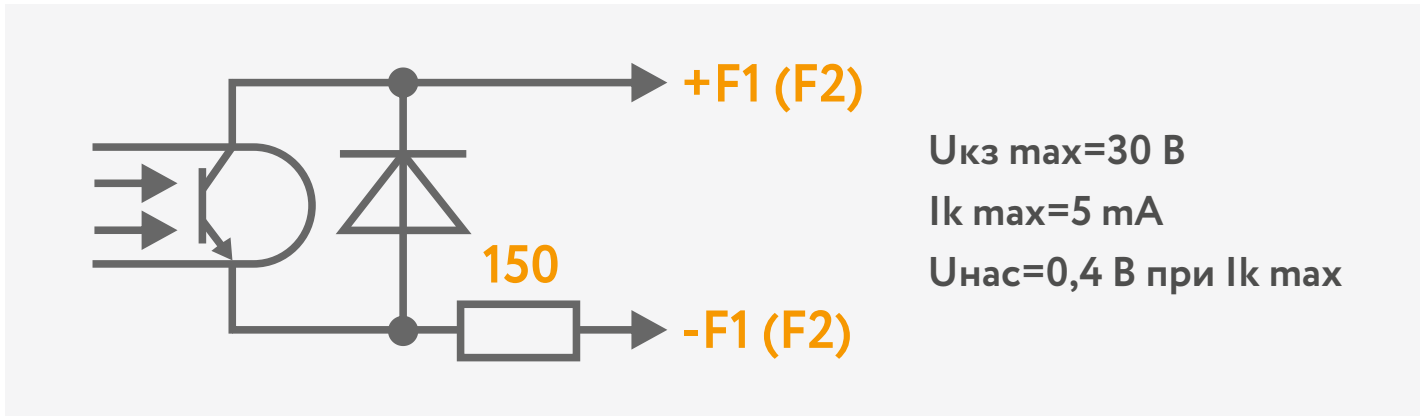 +F1 (F2)
Uкз max=30 В
Ik max=5 mA
150
Uнас=0,4 В при Ik max
-F1 (F2)